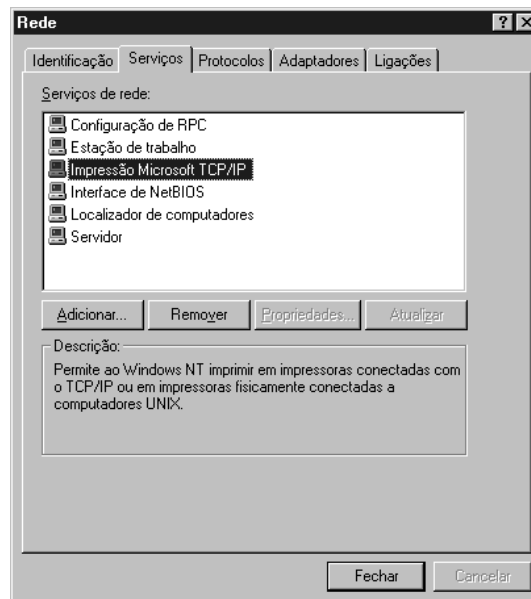 Rede
Identificação Serviços Protocolos Adaptadores Ligações
Serviços de rede:
Configuração de RPC
Estação de trabalho
Impressão Microsoft TCP/IP
Interface de NetBIOS
Localizador de computadores
Servidor
Adicionar... Remover Propriedades... Atualizar
Descrição:
Permite ao Windows NT imprimir em impressoras conectadas com
o TCP/IP ou em impressoras fisicamente conectadas a
computadores UNIX.
Fechar Cancelar